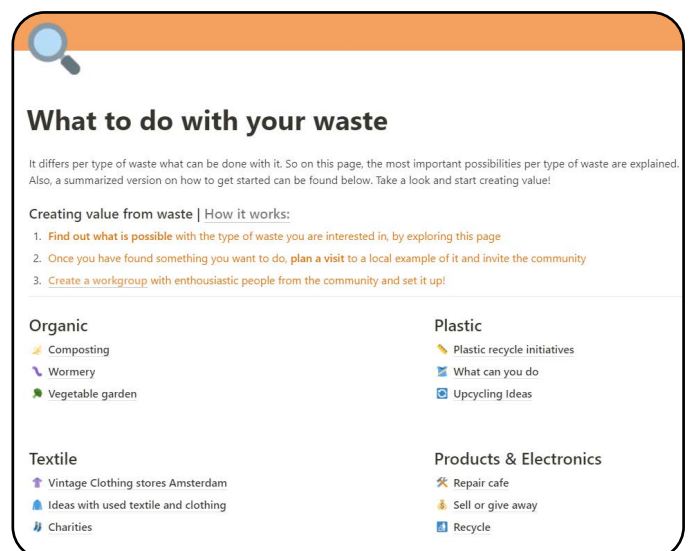 What to do with your waste
It differs per type of waste what can be done with it. So on this page, the most important possibilities per type of waste are explained.
Also, a summarized version on how to get started can be found below. Take a look and start creating value!
Creating value from waste | How it works:
1. Find out what is possible with the type of waste you are interested in, by exploring this page
2. Once you have found something you want to do, plan a visit to a local example of it and invite the community
3. Create a workgroup with enthousiastic people from the community and set it up!
Organic
Composting
Wormery
Vegetable garden
Plastic
Plastic recycle initiatives
What can you do
Upcycling Ideas
Textile
Vintage Clothing stores Amsterdam
Ideas with used textile and clothing
Charities
Products & Electronics
Repair cafe
Sell or give away
Recycle